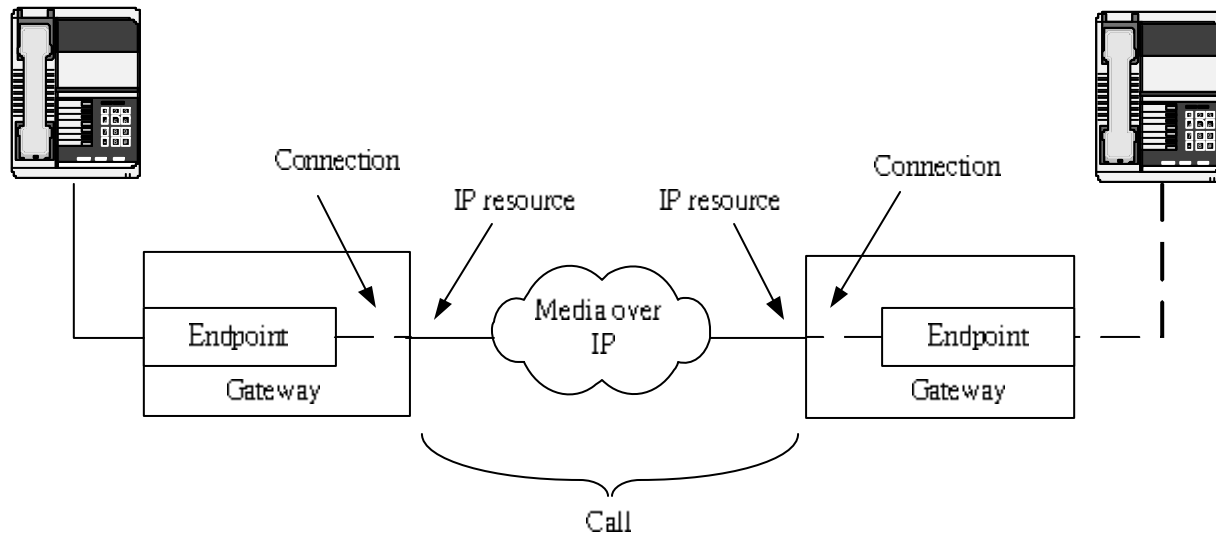 Connection
Connection
IP resource
IP resource
Media over
IP
Endpoint
Endpoint
Gateway
Gateway
Call